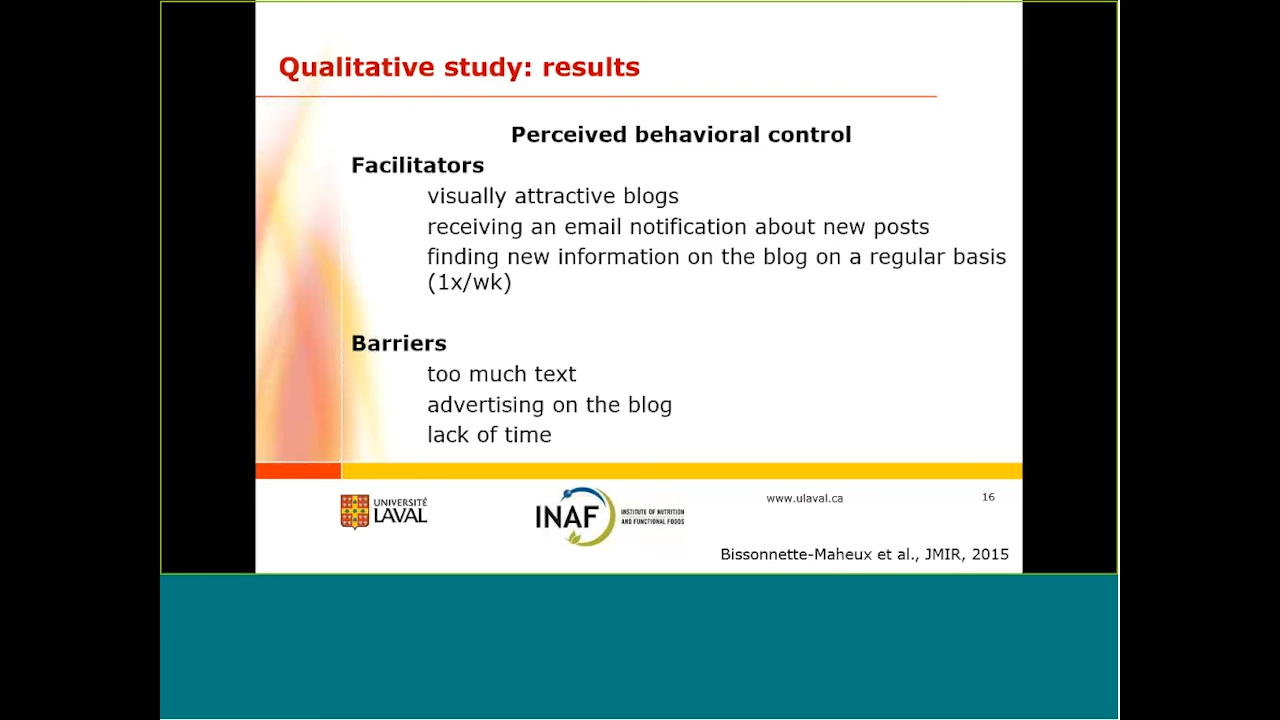 Qualitative study: results
Perceived behavioral control
Facilitators
visually attractive blogs
receiving an email notification about new posts
finding new information on the blog on a regular basis
(1x/wk)
Barriers
too much text
advertising on the blog
lack of time
UNIVERSITÉ
LAVAL
INAF
INSTITUTE OF NUTRITION
AND FUNCTIONAL FOODS
www.ulaval.ca
16
Bissonnette-Maheux et al., JMIR, 2015